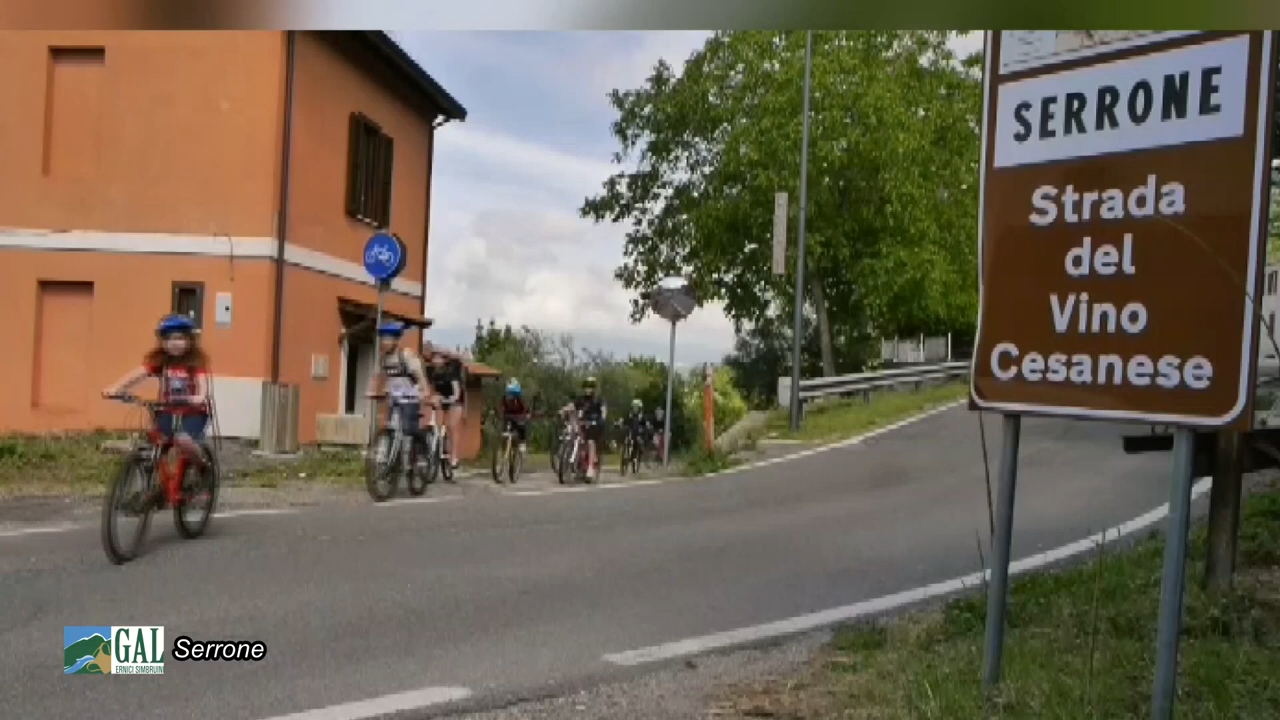 SERRONE
Strada
del
Vino
Cesanese
GAL
ERNICI SIMBRUINI
Serrone